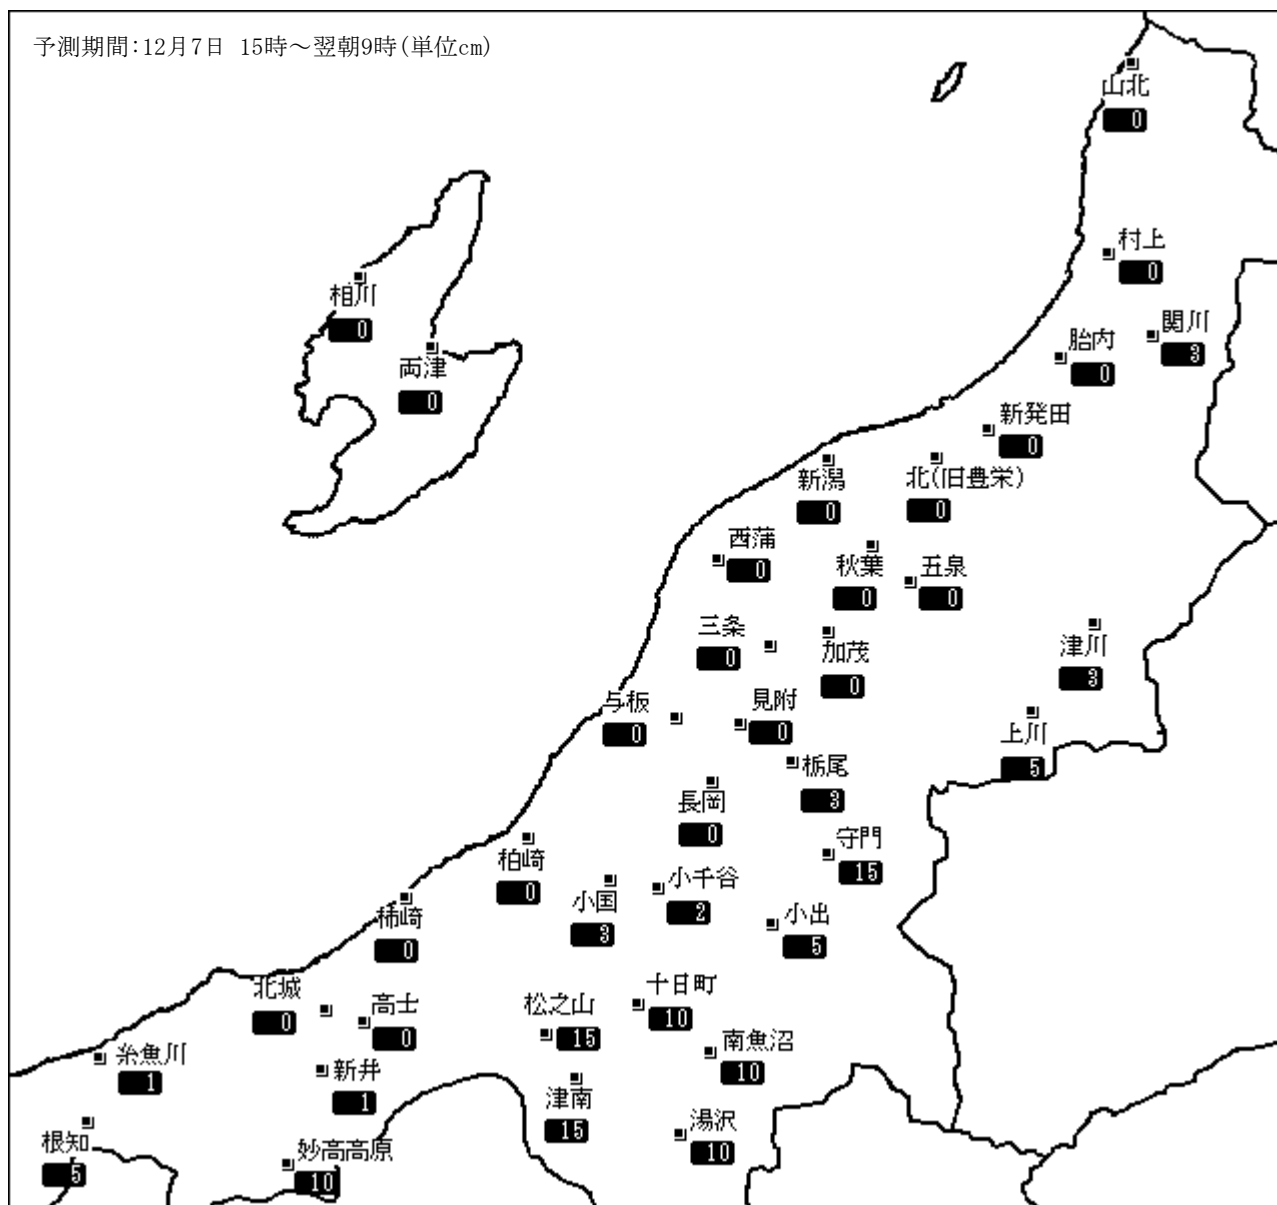 予測期間:12月7日 15時～翌朝9時(単位cm)
山北
0
村上
0
関川
3
胎内
0
相川
0
両津
0
新発田
0
新潟
0
北(旧豊栄)
0
西蒲
0
秋葉
0
五泉
0
三条
0
加茂
0
津川
3
与板
0
見附
0
上川
5
栃尾
3
長岡
0
守門
15
柏崎
0
小国
3
小千谷
2
小出
5
柿崎
0
北城
0
高士
0
松之山
15
十日町
10
南魚沼
10
糸魚川
1
新井
1
津南
15
湯沢
10
根知
5
妙高高原
10